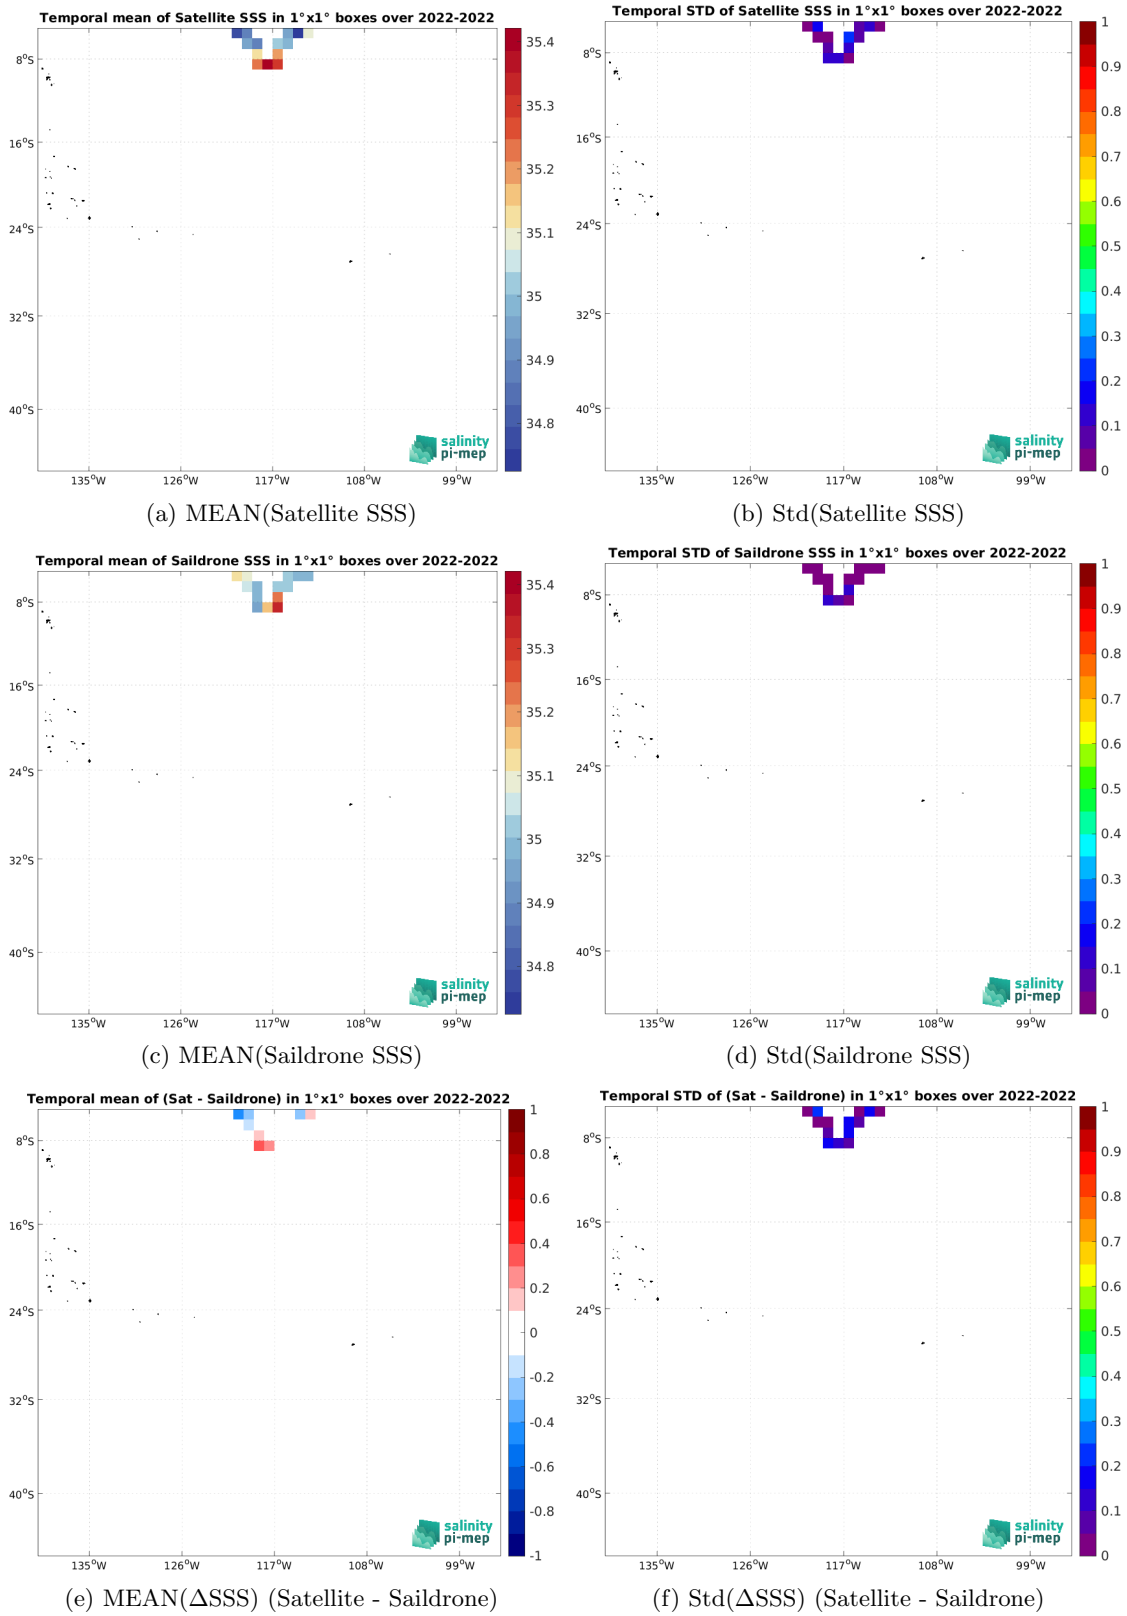 Temporal mean of Satellite SSS in 1°x1° boxes over 2022-2022
8°S
16°S
24°S
32°S
40°S
135°W 126°W 117°W 108°W 99°W
35.4
35.3
35.2
35.1
35
34.9
34.8
salinity
pi-mep
(a) MEAN(Satellite SSS)
Temporal STD of Satellite SSS in 1°x1° boxes over 2022-2022
8°S
16°S
24°S
32°S
40°S
135°W 126°W 117°W 108°W 99°W
1
0.9
0.8
0.7
0.6
0.5
0.4
0.3
0.2
0.1
0
salinity
pi-mep
(b) Std(Satellite SSS)
Temporal mean of Saildrone SSS in 1°x1° boxes over 2022-2022
8°S
16°S
24°S
32°S
40°S
135°W 126°W 117°W 108°W 99°W
35.4
35.3
35.2
35.1
35
34.9
34.8
salinity
pi-mep
(c) MEAN(Saildrone SSS)
Temporal STD of Saildrone SSS in 1°x1° boxes over 2022-2022
8°S
16°S
24°S
32°S
40°S
135°W 126°W 117°W 108°W 99°W
1
0.9
0.8
0.7
0.6
0.5
0.4
0.3
0.2
0.1
0
salinity
pi-mep
(d) Std(Saildrone SSS)
Temporal mean of (Sat - Saildrone) in 1°x1° boxes over 2022-2022
8°S
16°S
24°S
32°S
40°S
135°W 126°W 117°W 108°W 99°W
1
0.8
0.6
0.4
0.2
0
-0.2
-0.4
-0.6
-0.8
-1
salinity
pi-mep
(e) MEAN(ΔSSS) (Satellite - Saildrone)
Temporal STD of (Sat - Saildrone) in 1°x1° boxes over 2022-2022
8°S
16°S
24°S
32°S
40°S
135°W 126°W 117°W 108°W 99°W
1
0.9
0.8
0.7
0.6
0.5
0.4
0.3
0.2
0.1
0
salinity
pi-mep
(f) Std(ΔSSS) (Satellite - Saildrone)